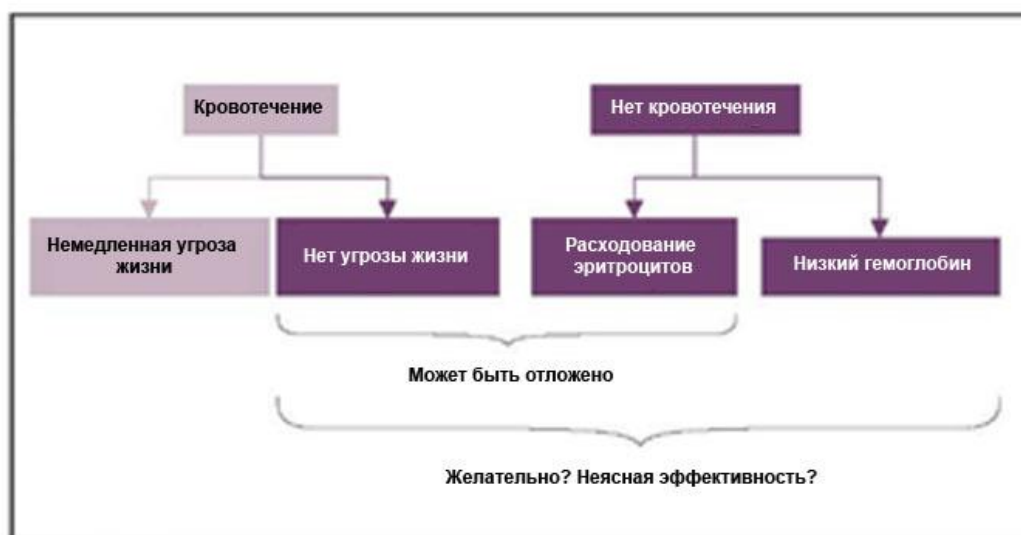 Кровотечение
Нет кровотечения
Немедленная угроза
жизни
Нет угрозы жизни
Расходование
эритроцитов
Низкий гемоглобин
Может быть отложено
Желательно? Неясная эффективность?